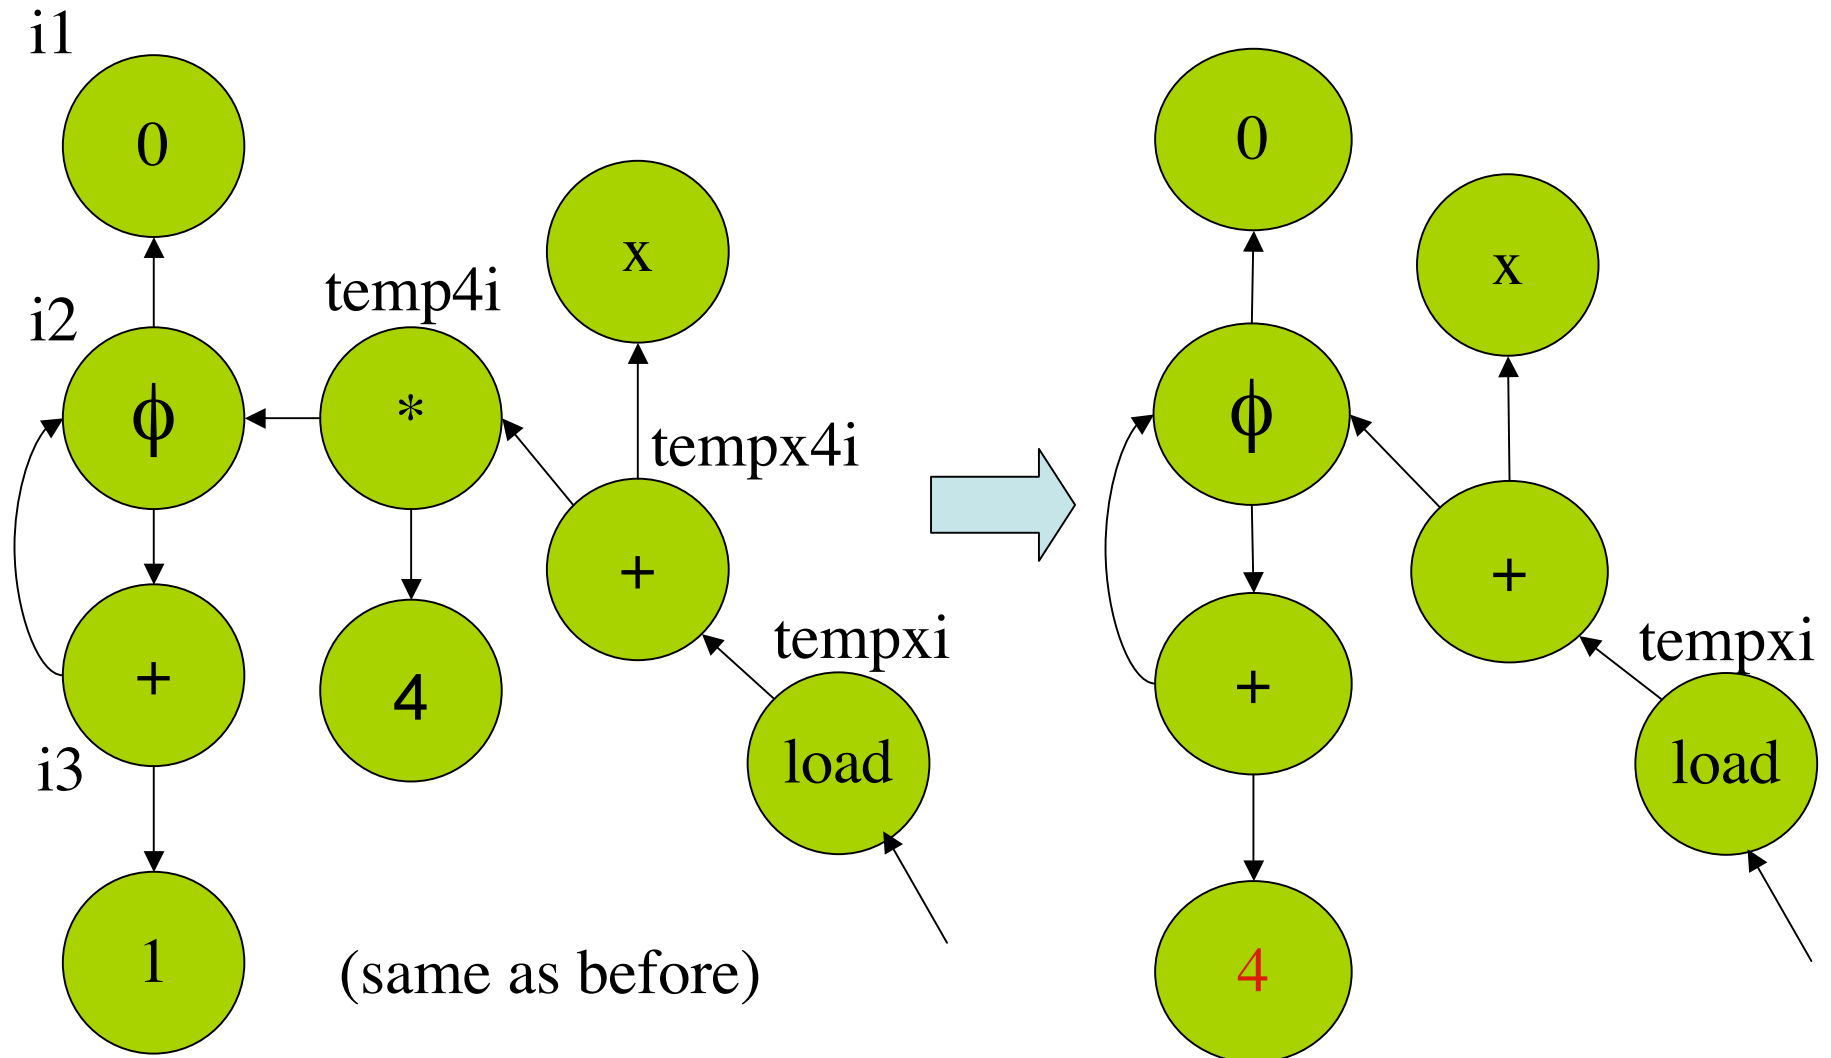 i1
0
i2
ϕ
temp4i
*
x
tempx4i
+
tempxi
+
i3
4
load
1
(same as before)
0
x
ϕ
+
+
tempxi
load
4